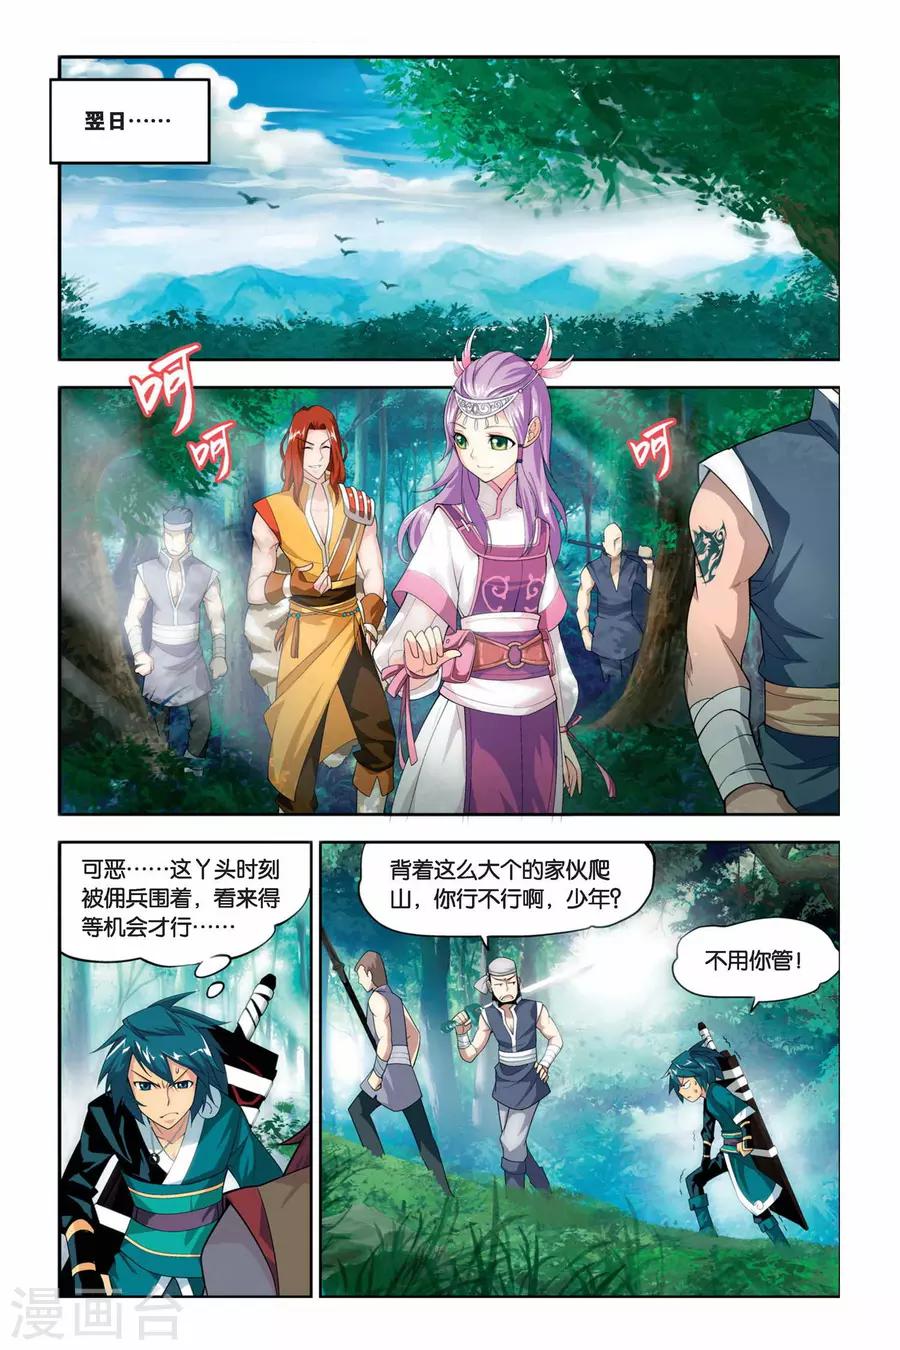 翌日……
呵
呵
呵
可恶……这丫头时刻
被佣兵围着，看来得
等机会才行……
背着这么大个的家伙爬
山，你行不行啊，少年？
不用你管！
漫画台